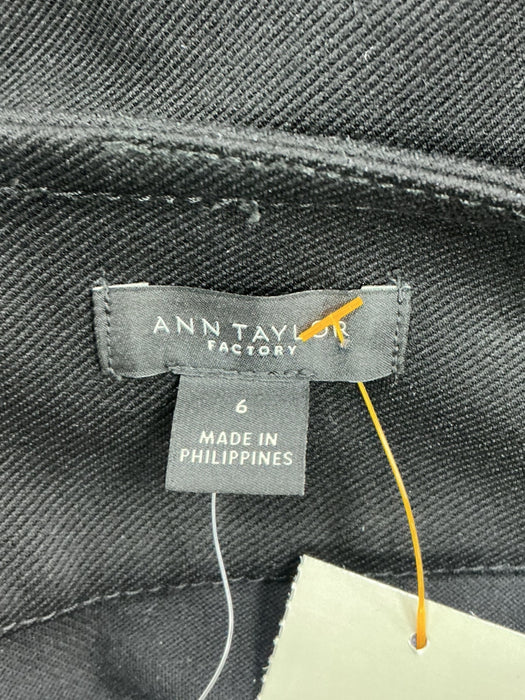 ANN TAYLOR
FACTORY
6
MADE IN
PHILIPPINES